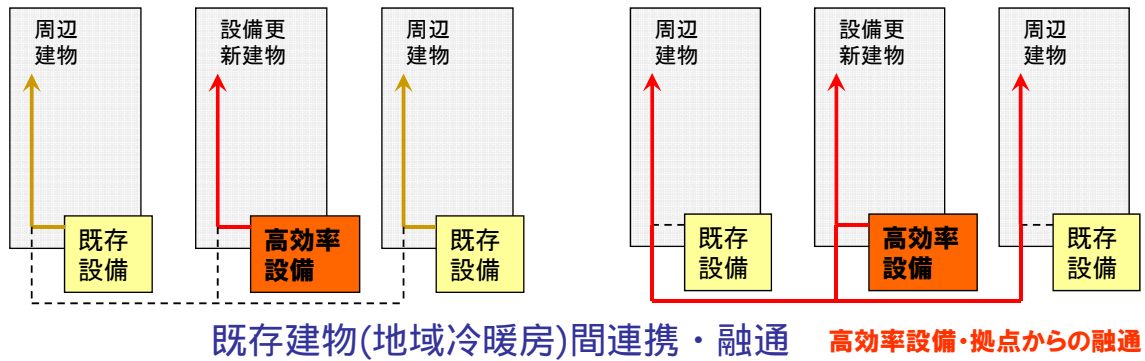 周辺
建物
設備更
新建物
周辺
建物
既存
設備
高効率
設備
既存
設備
周辺
建物
設備更
新建物
周辺
建物
既存
設備
高効率
設備
既存
設備
既存建物(地域冷暖房)間連携・融通
高効率設備・拠点からの融通